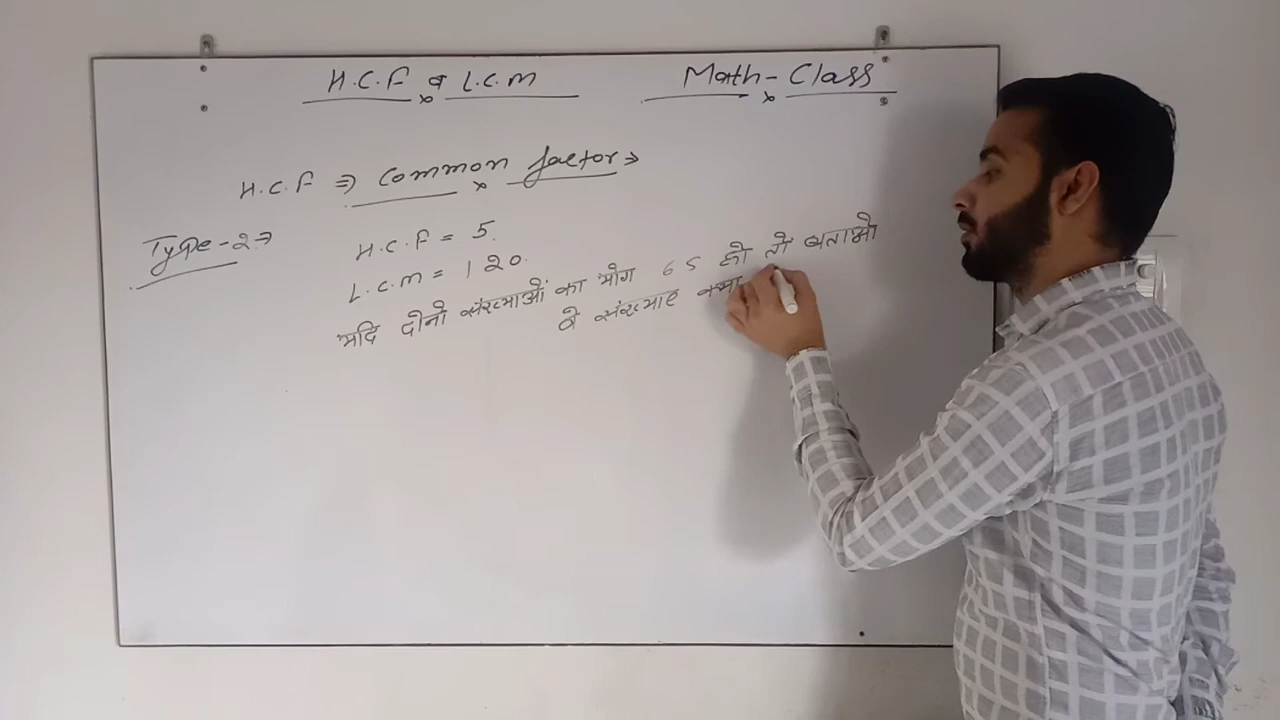 H.C.F व L.C.M
Math-Class
H.C.F ⇒ Common factor →
Type-2→
H.C.F = 5.
L.C.M = 120.
यदि दोनो संख्याओं का योग 65 हो तो बताओ
वे संख्याए क्या